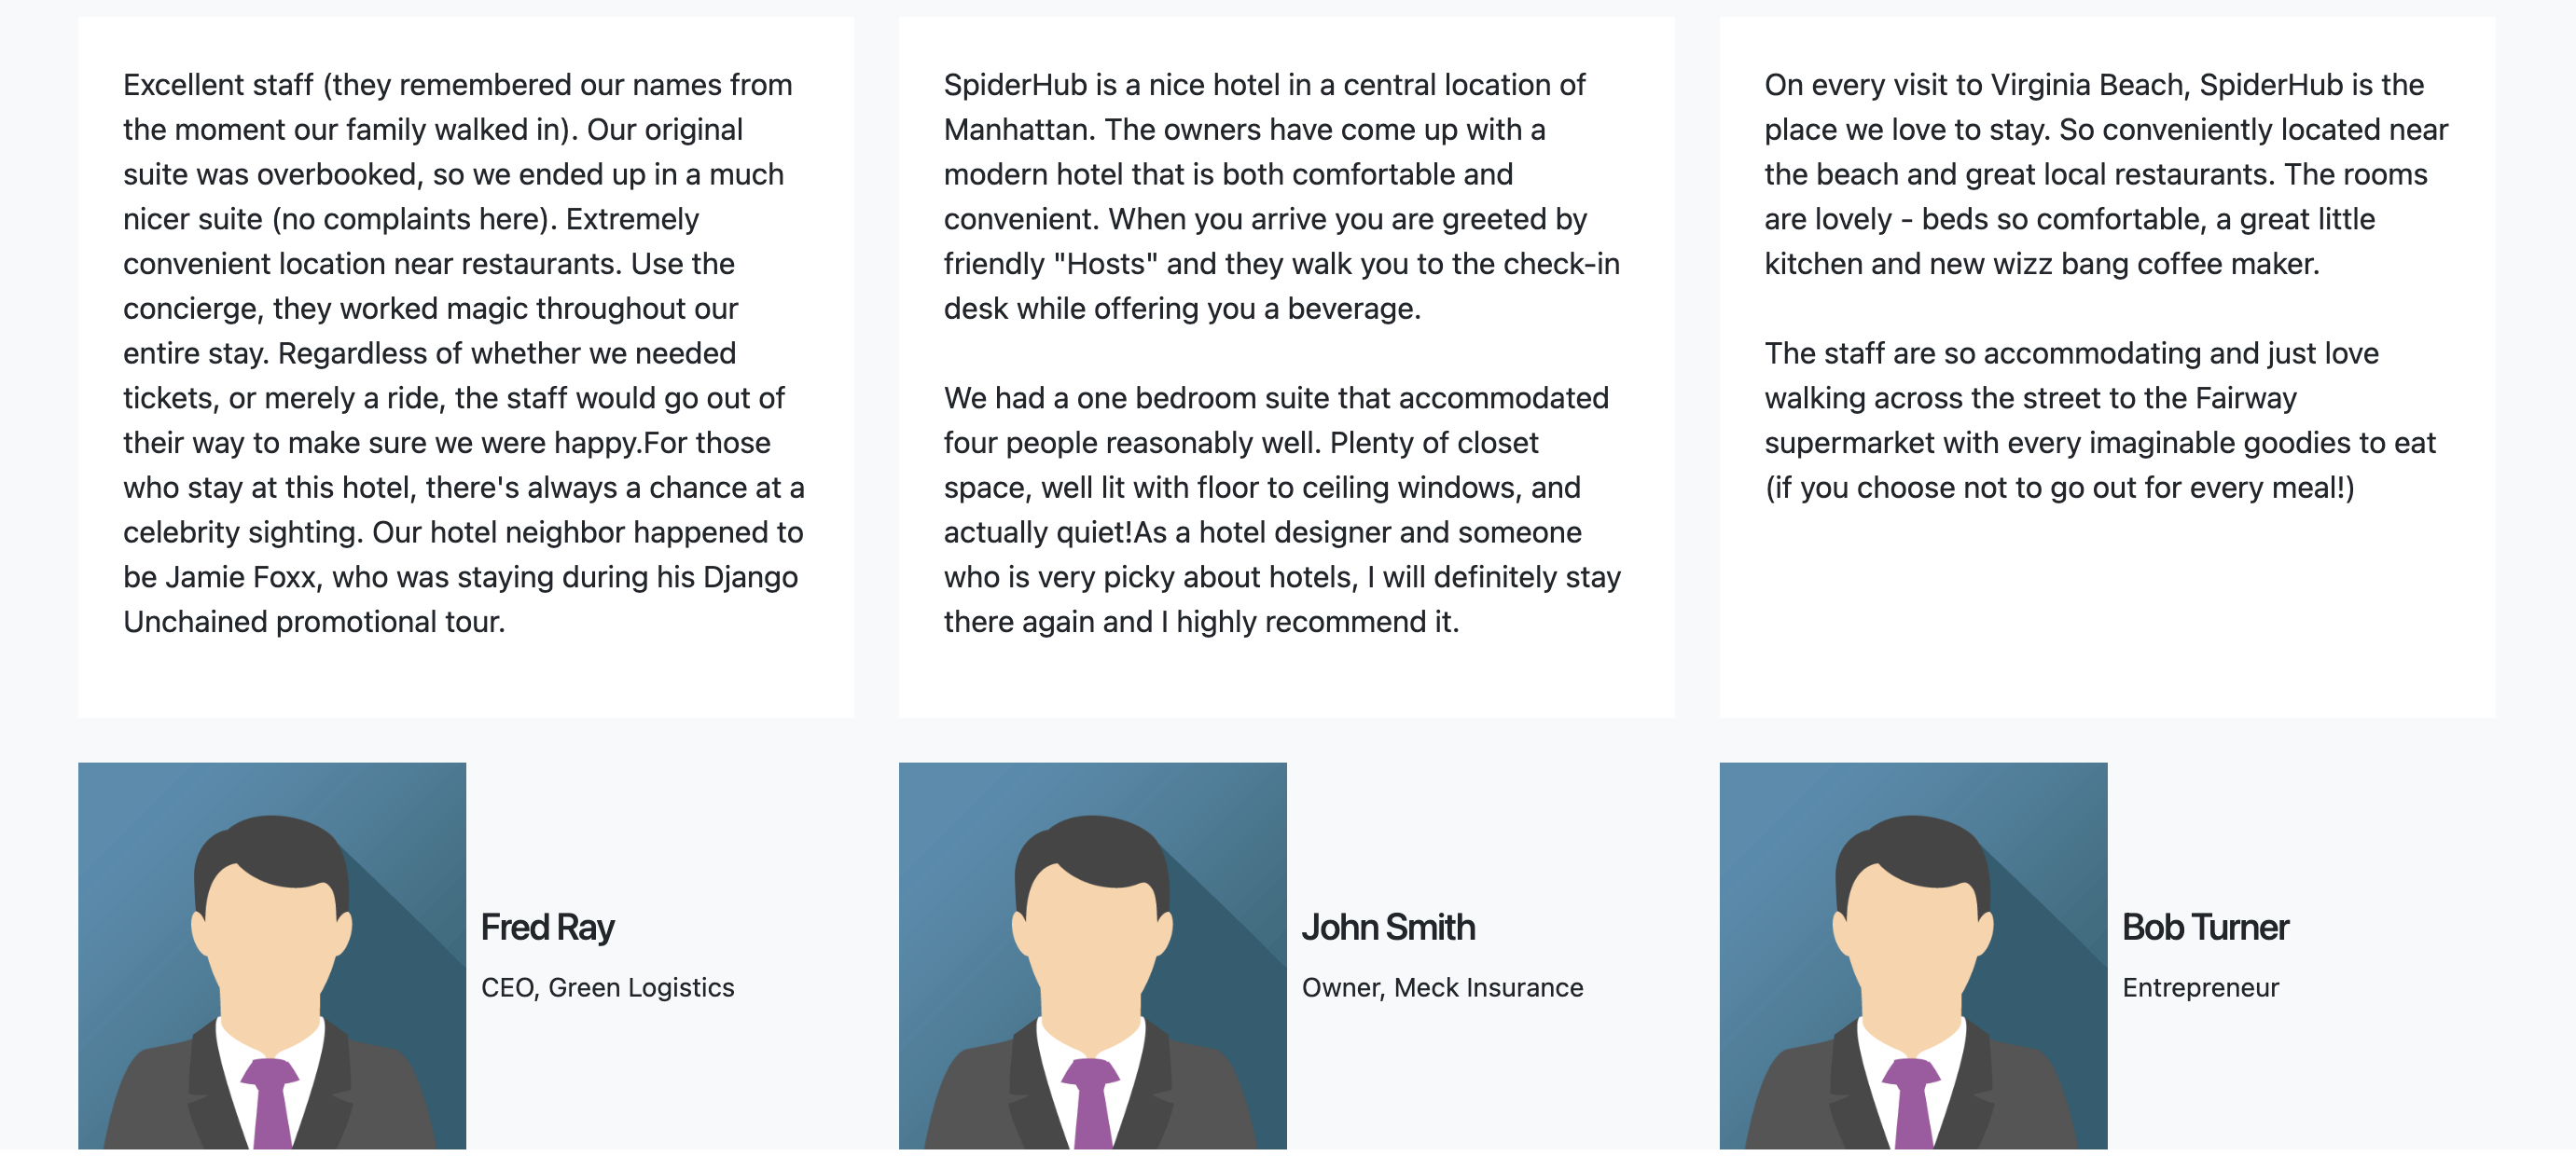 Excellent staff (they remembered our names from
the moment our family walked in). Our original
suite was overbooked, so we ended up in a much
nicer suite (no complaints here). Extremely
convenient location near restaurants. Use the
concierge, they worked magic throughout our
entire stay. Regardless of whether we needed
tickets, or merely a ride, the staff would go out of
their way to make sure we were happy.For those
who stay at this hotel, there's always a chance at a
celebrity sighting. Our hotel neighbor happened to
be Jamie Foxx, who was staying during his Django
Unchained promotional tour.
Fred Ray
CEO, Green Logistics
SpiderHub is a nice hotel in a central location of
Manhattan. The owners have come up with a
modern hotel that is both comfortable and
convenient. When you arrive you are greeted by
friendly "Hosts" and they walk you to the check-in
desk while offering you a beverage.
We had a one bedroom suite that accommodated
four people reasonably well. Plenty of closet
space, well lit with floor to ceiling windows, and
actually quiet!As a hotel designer and someone
who is very picky about hotels, I will definitely stay
there again and I highly recommend it.
John Smith
Owner, Meck Insurance
On every visit to Virginia Beach, SpiderHub is the
place we love to stay. So conveniently located near
the beach and great local restaurants. The rooms
are lovely - beds so comfortable, a great little
kitchen and new wizz bang coffee maker.
The staff are so accommodating and just love
walking across the street to the Fairway
supermarket with every imaginable goodies to eat
(if you choose not to go out for every meal!)
Bob Turner
Entrepreneur